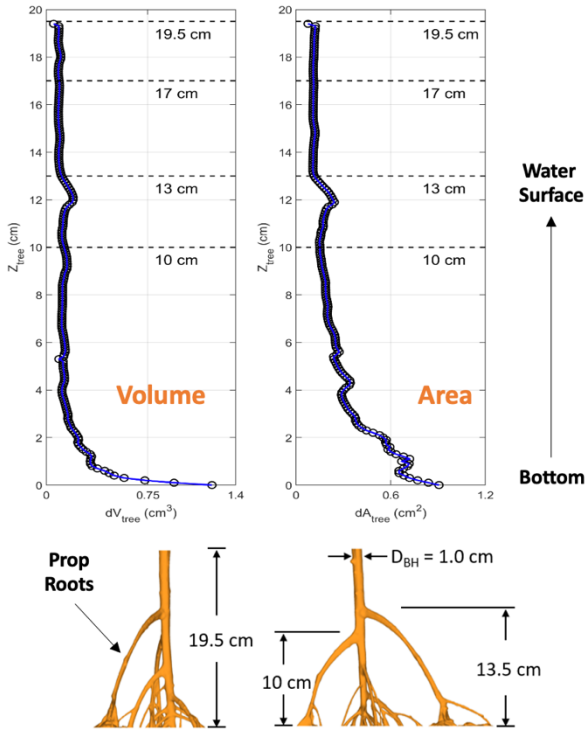 20
18
16
14
12
10
8
6
4
2
0
Z_tree (cm)
19.5 cm
17 cm
13 cm
10 cm
Volume
0
0.75
1.4
dV_tree (cm³)
20
18
16
14
12
10
8
6
4
2
0
Z_tree (cm)
19.5 cm
17 cm
13 cm
10 cm
Area
0
0.6
1.2
dA_tree (cm²)
Water
Surface
Bottom
Prop
Roots
19.5 cm
D_BH = 1.0 cm
10 cm
13.5 cm